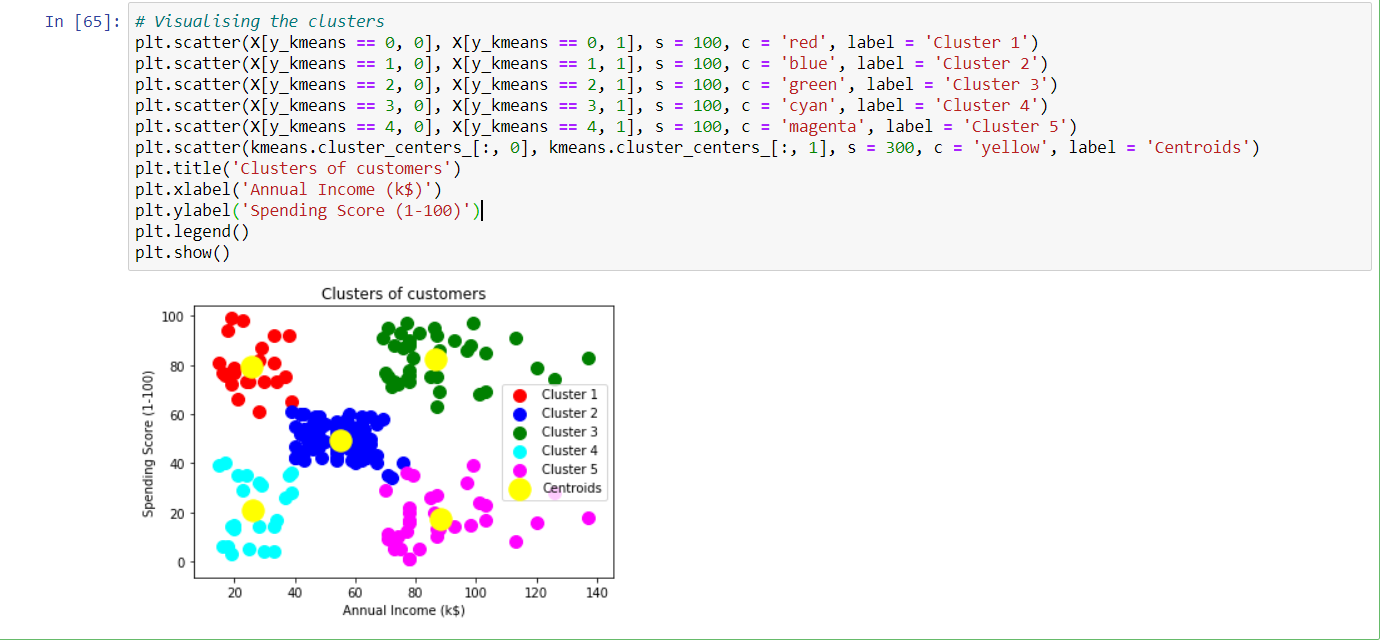 In [65]: # Visualising the clusters
plt.scatter(X[y_kmeans == 0, 0], X[y_kmeans == 0, 1], s = 100, c = 'red', label = 'Cluster 1')
plt.scatter(X[y_kmeans == 1, 0], X[y_kmeans == 1, 1], s = 100, c = 'blue', label = 'Cluster 2')
plt.scatter(X[y_kmeans == 2, 0], X[y_kmeans == 2, 1], s = 100, c = 'green', label = 'Cluster 3')
plt.scatter(X[y_kmeans == 3, 0], X[y_kmeans == 3, 1], s = 100, c = 'cyan', label = 'Cluster 4')
plt.scatter(X[y_kmeans == 4, 0], X[y_kmeans == 4, 1], s = 100, c = 'magenta', label = 'Cluster 5')
plt.scatter(kmeans.cluster_centers_[:, 0], kmeans.cluster_centers_[:, 1], s = 300, c = 'yellow', label = 'Centroids')
plt.title('Clusters of customers')
plt.xlabel('Annual Income (k$)')
plt.ylabel('Spending Score (1-100)')
plt.legend()
plt.show()
Clusters of customers
Spending Score (1-100)
100
80
60
40
20
0
Cluster 1
Cluster 2
Cluster 3
Cluster 4
Cluster 5
Centroids
20 40 60 80 100 120 140
Annual Income (k$)